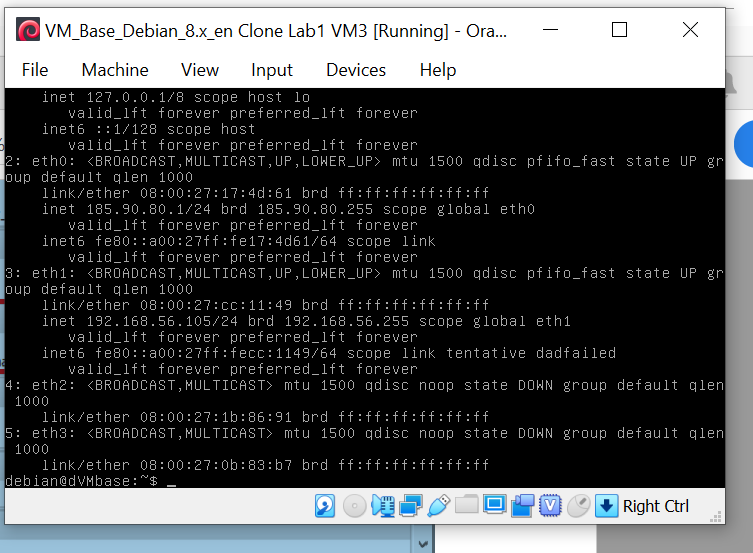 VM_Base_Debian_8.x_en Clone Lab1 VM3 [Running] - Ora...
File Machine View Input Devices Help
inet 127.0.0.1/8 scope host lo
valid_lft forever preferred_lft forever
inet6 ::1/128 scope host
valid_lft forever preferred_lft forever
2: eth0: <BROADCAST,MULTICAST,UP,LOWER_UP> mtu 1500 qdisc pfifo_fast state UP gr
oup default qlen 1000
link/ether 08:00:27:17:4d:61 brd ff:ff:ff:ff:ff:ff
inet 185.90.80.1/24 brd 185.90.80.255 scope global eth0
valid_lft forever preferred_lft forever
inet6 fe80::a00:27ff:fe17:4d61/64 scope link
valid_lft forever preferred_lft forever
3: eth1: <BROADCAST,MULTICAST,UP,LOWER_UP> mtu 1500 qdisc pfifo_fast state UP gr
oup default qlen 1000
link/ether 08:00:27:cc:11:49 brd ff:ff:ff:ff:ff:ff
inet 192.168.56.105/24 brd 192.168.56.255 scope global eth1
valid_lft forever preferred_lft forever
inet6 fe80::a00:27ff:fecc:1149/64 scope link tentative dadfailed
valid_lft forever preferred_lft forever
4: eth2: <BROADCAST,MULTICAST> mtu 1500 qdisc noop state DOWN group default qlen
1000
link/ether 08:00:27:1b:86:91 brd ff:ff:ff:ff:ff:ff
5: eth3: <BROADCAST,MULTICAST> mtu 1500 qdisc noop state DOWN group default qlen
1000
link/ether 08:00:27:0b:83:b7 brd ff:ff:ff:ff:ff:ff
debian@dVMbase:~$ _
Right Ctrl